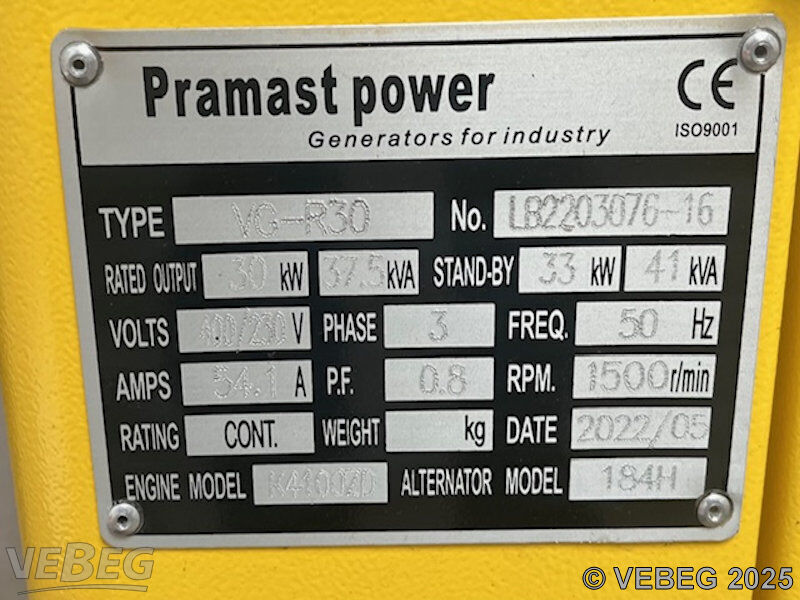 Pramast power
Generators for industry
CE
ISO9001
TYPE VG-R30 No. LB2203076-16
RATED OUTPUT 30 kW 37.5 kVA STAND-BY 33 kW 41 kVA
VOLTS 400/230 V PHASE 3 FREQ. 50 Hz
AMPS 54.1 A P.F. 0.8 RPM. 1500 r/min
RATING CONT. WEIGHT kg DATE 2022/05
ENGINE MODEL K4100ZD ALTERNATOR MODEL 184H
VEBEG
© VEBEG 2025